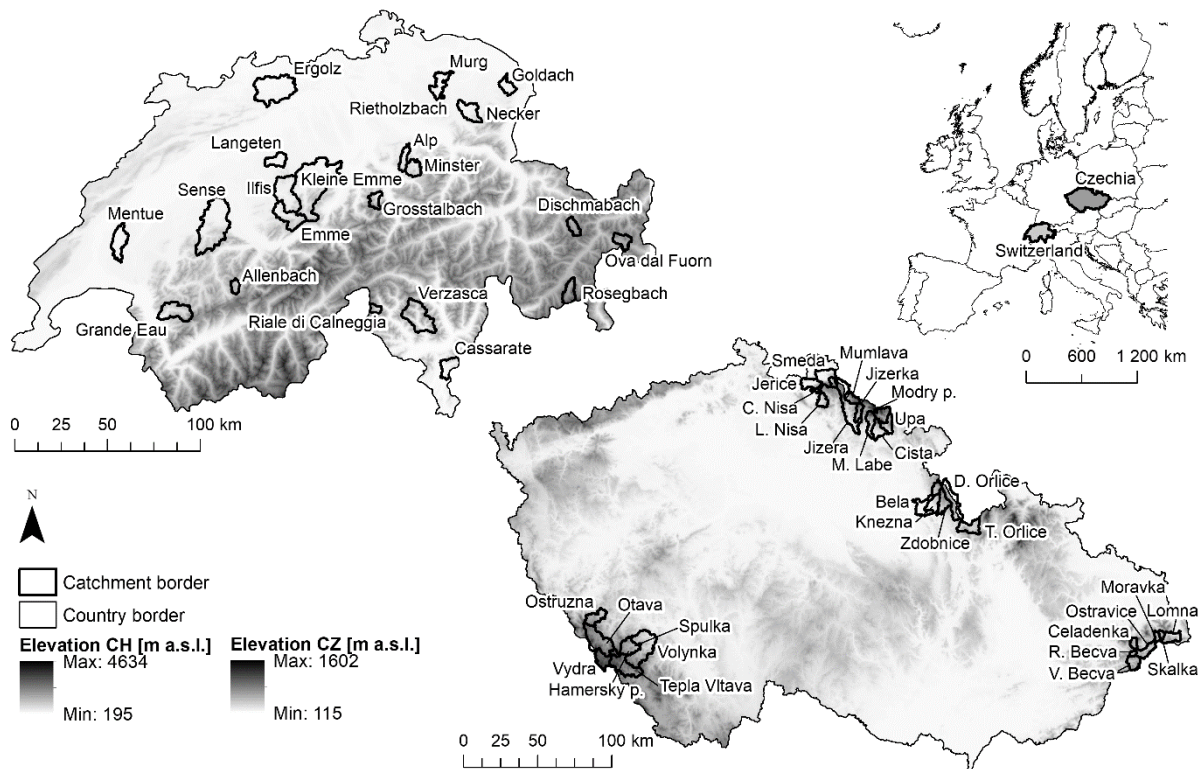 Ergolz
Murg
Goldach
Rietholzbach
Necker
Langeten
Alp
Minster
Ilfis
Kleine Emme
Sense
Grosstalbach
Mentue
Emme
Dischmabach
Ova dal Fuorn
Allenbach
Rosegbach
Verzasca
Riale di Calneggia
Grande Eau
Cassarate
0 25 50 100 km
Czechia
Switzerland
0 600 1200 km
N
Catchment border
Country border
Elevation CH [m a.s.l.]
Max: 4634
Min: 195
Elevation CZ [m a.s.l.]
Max: 1602
Min: 115
Smeda
Mumlava
Jerice
Jizerka
Modry p.
C. Nisa
Upa
L. Nisa
Jizera
Cista
M. Labe
D. Orlice
Bela
Knezna
T. Orlice
Zdobnice
Moravka
Ostruzna
Otava
Ostravice
Lomna
Spulka
Celadenka
Volynka
R. Becva
Vydra
V. Becva
Skalka
Hamersky p.
Tepla Vltava
0 25 50 100 km